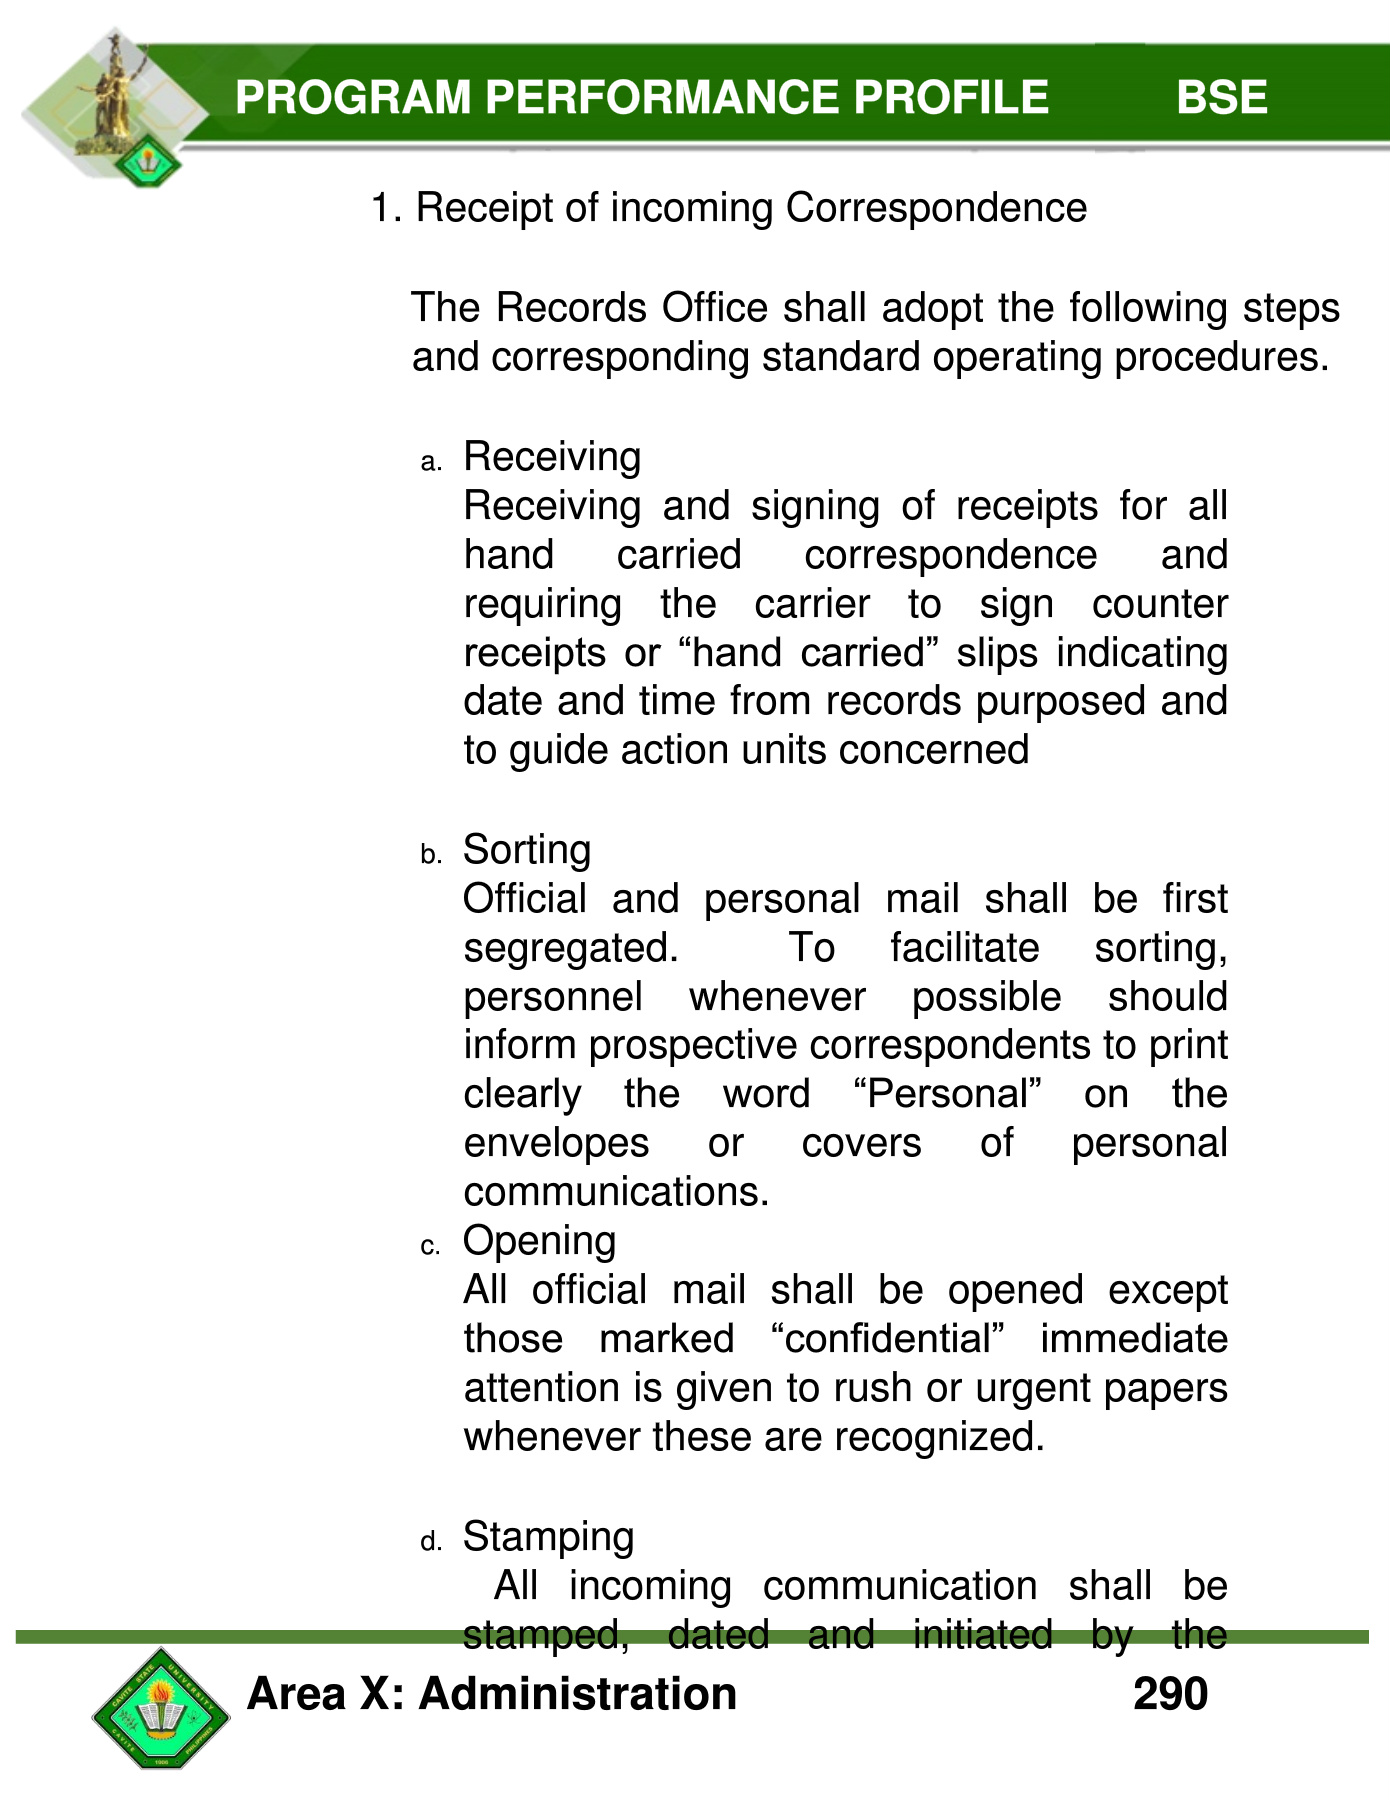 PROGRAM PERFORMANCE PROFILE BSE
1. Receipt of incoming Correspondence
The Records Office shall adopt the following steps
and corresponding standard operating procedures.
a. Receiving
Receiving and signing of receipts for all
hand carried correspondence and
requiring the carrier to sign counter
receipts or “hand carried” slips indicating
date and time from records purposed and
to guide action units concerned
b. Sorting
Official and personal mail shall be first
segregated. To facilitate sorting,
personnel whenever possible should
inform prospective correspondents to print
clearly the word “Personal” on the
envelopes or covers of personal
communications.
c. Opening
All official mail shall be opened except
those marked “confidential” immediate
attention is given to rush or urgent papers
whenever these are recognized.
d. Stamping
All incoming communication shall be
stamped, dated and initiated by the
CAVITE STATE UNIVERSITY
CAVITE 1906 PHILIPPINES
Area X: Administration 290